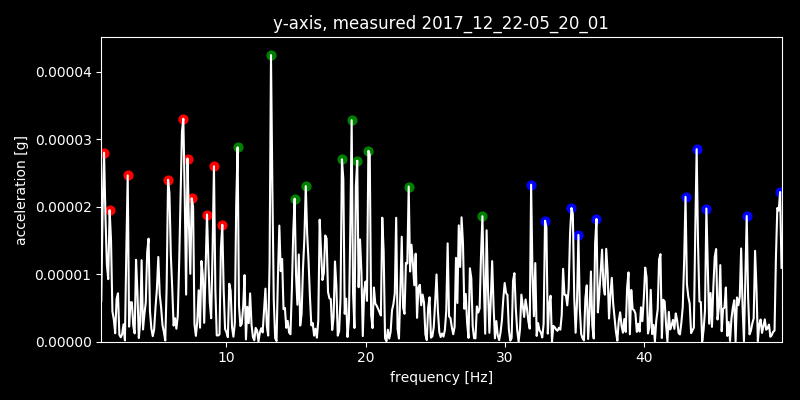 y-axis, measured 2017_12_22-05_20_01
acceleration [g]
0.00004
0.00003
0.00002
0.00001
0.00000
10 20 30 40
frequency [Hz]